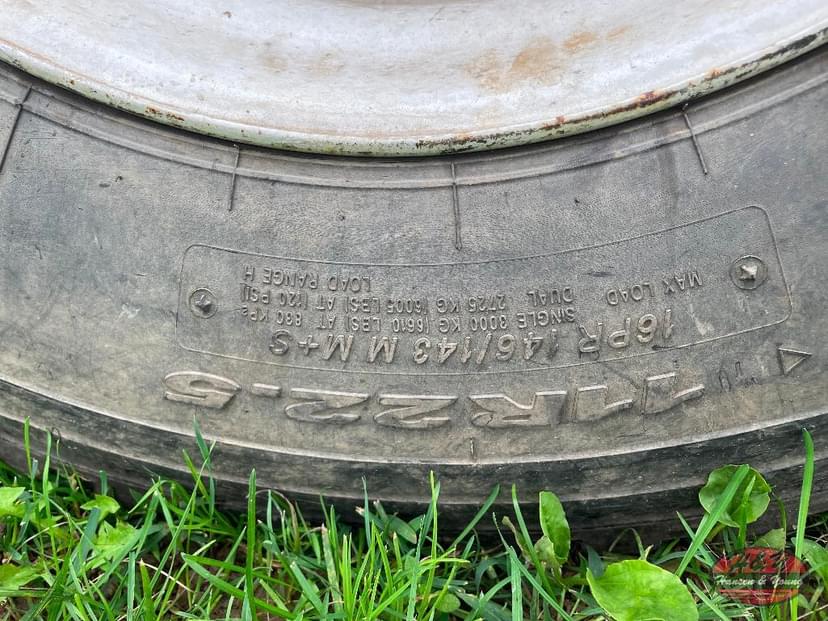 11R22.5
16PR 146/143 M M+S
SINGLE 3000 KG (6610 LBS) AT 830 KPa
MAX LOAD DUAL 2725 KG (6005 LBS) AT (120 PSI)
LOAD RANGE H
H&Y
Hansen & Young